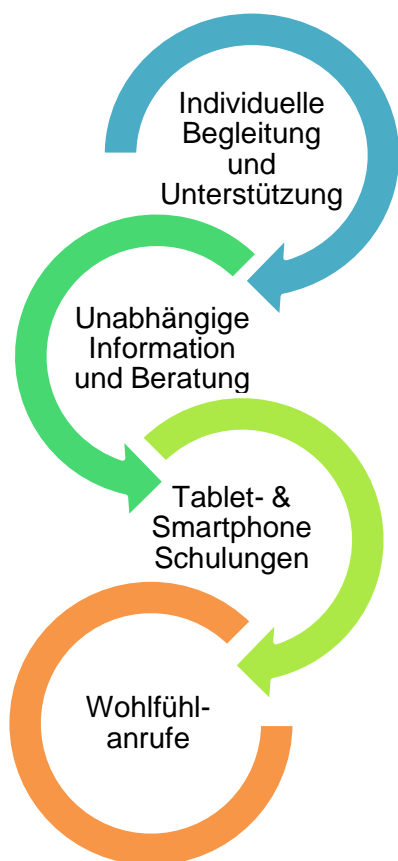 Individuelle
Begleitung
und
Unterstützung
Unabhängige
Information
und Beratung
Tablet- &
Smartphone
Schulungen
Wohlfühl-
anrufe